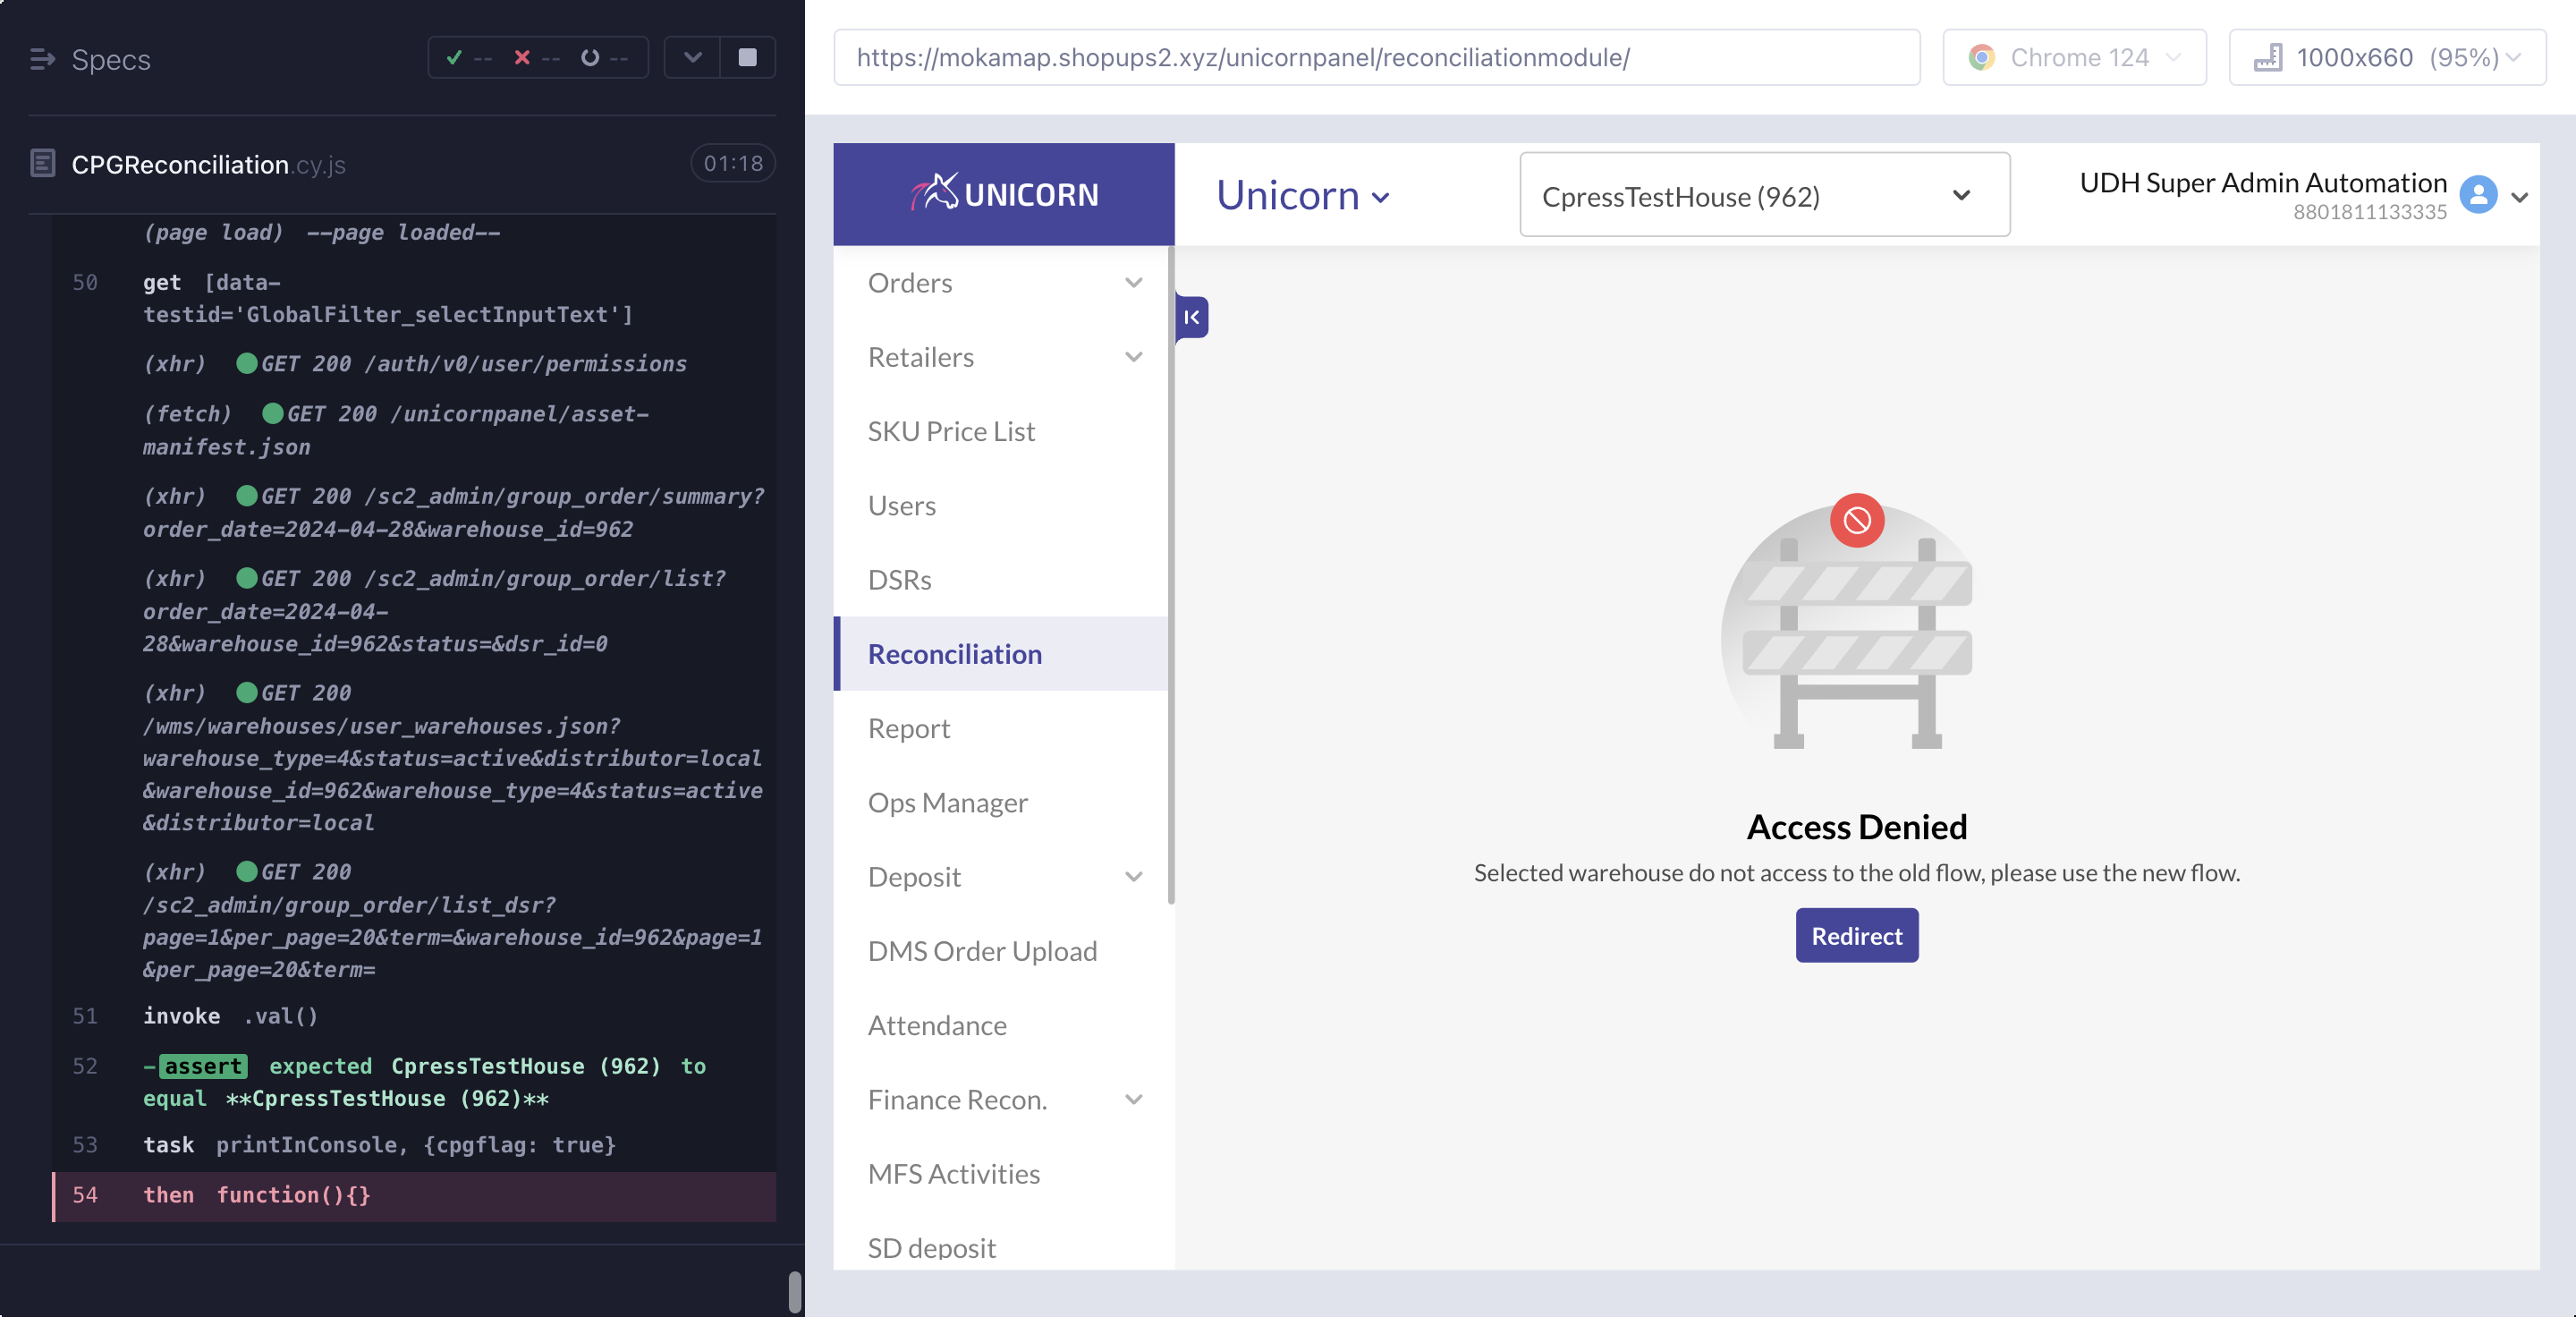 Specs
-- -- --
CPGReconciliation.cy.js
01:18
(page load) --page loaded--
50 get [data-
testid='GlobalFilter_selectInputText']
(xhr) GET 200 /auth/v0/user/permissions
(fetch) GET 200 /unicornpanel/asset-
manifest.json
(xhr) GET 200 /sc2_admin/group_order/summary?
order_date=2024-04-28&warehouse_id=962
(xhr) GET 200 /sc2_admin/group_order/list?
order_date=2024-04-
28&warehouse_id=962&status=&dsr_id=0
(xhr) GET 200
/wms/warehouses/user_warehouses.json?
warehouse_type=4&status=active&distributor=local
&warehouse_id=962&warehouse_type=4&status=active
&distributor=local
(xhr) GET 200
/sc2_admin/group_order/list_dsr?
page=1&per_page=20&term=&warehouse_id=962&page=1
&per_page=20&term=
51 invoke .val()
52 -assert expected CpressTestHouse (962) to
equal **CpressTestHouse (962)**
53 task printInConsole, {cpgflag: true}
54 then function(){}
https://mokamap.shopups2.xyz/unicornpanel/reconciliationmodule/
Chrome 124
1000x660 (95%)
UNICORN
Unicorn
CpressTestHouse (962)
UDH Super Admin Automation
8801811133335
Orders
Retailers
SKU Price List
Users
DSRs
Reconciliation
Report
Ops Manager
Deposit
DMS Order Upload
Attendance
Finance Recon.
MFS Activities
SD deposit
Access Denied
Selected warehouse do not access to the old flow, please use the new flow.
Redirect